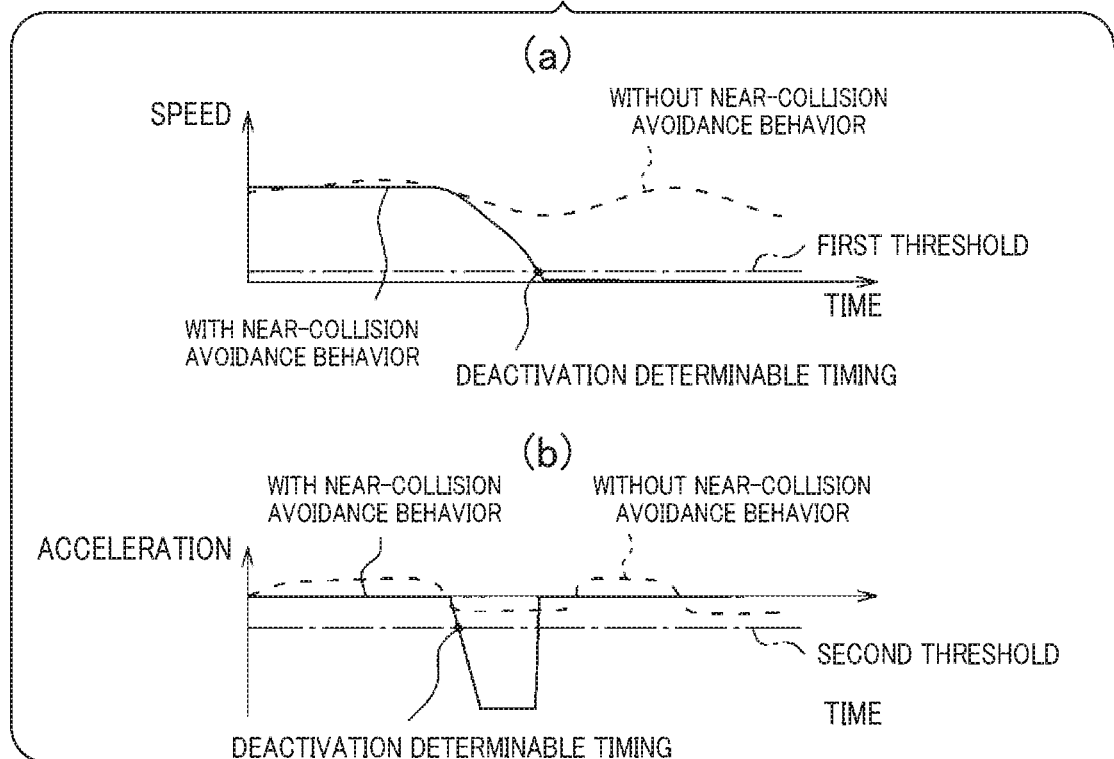 (a)
WITHOUT NEAR-COLLISION
AVOIDANCE BEHAVIOR
SPEED
FIRST THRESHOLD
TIME
WITH NEAR-COLLISION
AVOIDANCE BEHAVIOR
DEACTIVATION DETERMINABLE TIMING
(b)
WITH NEAR-COLLISION
AVOIDANCE BEHAVIOR
WITHOUT NEAR-COLLISION
AVOIDANCE BEHAVIOR
ACCELERATION
SECOND THRESHOLD
TIME
DEACTIVATION DETERMINABLE TIMING